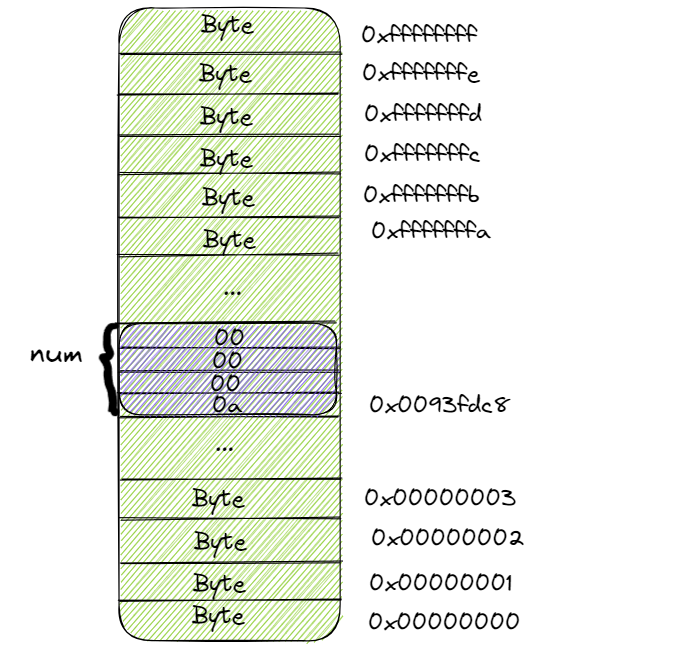 Byte 0xffffffff
Byte 0xfffffffe
Byte 0xfffffffd
Byte 0xfffffffc
Byte 0xfffffffb
Byte 0xfffffffa
...
00
num 00
00
0a 0x0093fdc8
...
Byte 0x00000003
Byte 0x00000002
Byte 0x00000001
Byte 0x00000000